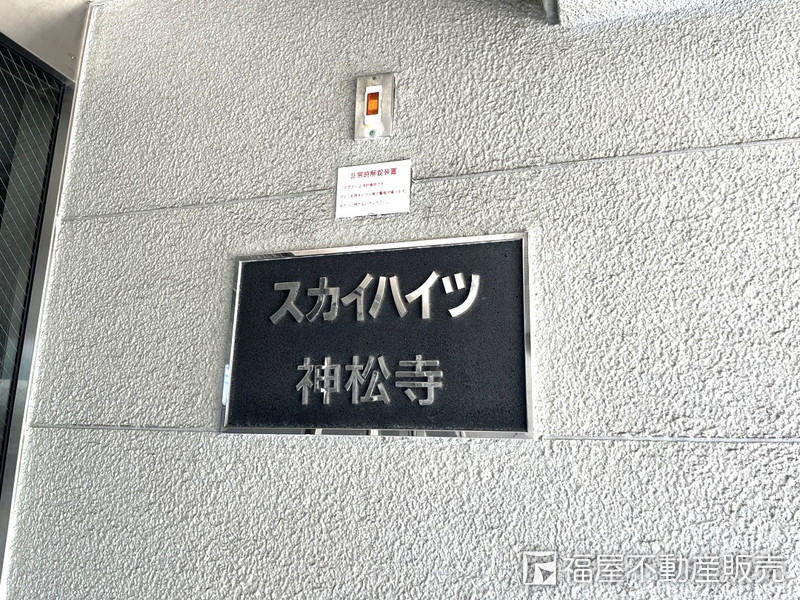 非常時解錠装置
スカイハイツ
神松寺
福屋不動産販売